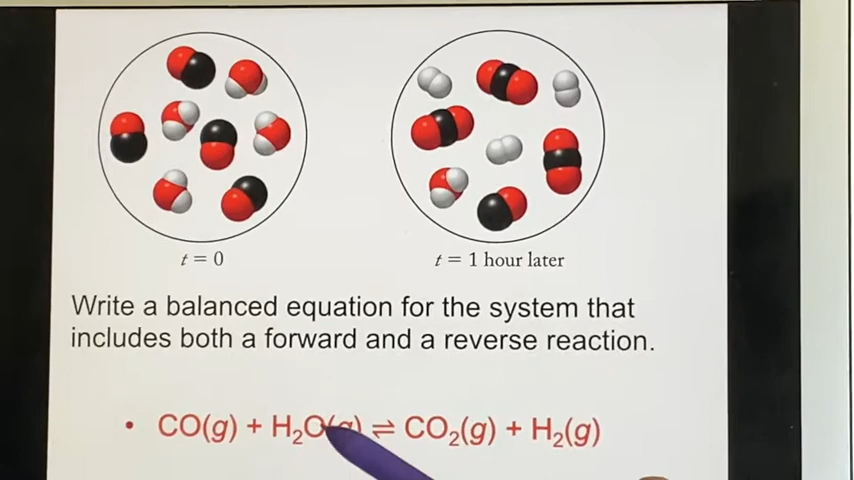 t = 0
t = 1 hour later
Write a balanced equation for the system that
includes both a forward and a reverse reaction.
• CO(g) + H₂O(g) ⇌ CO₂(g) + H₂(g)